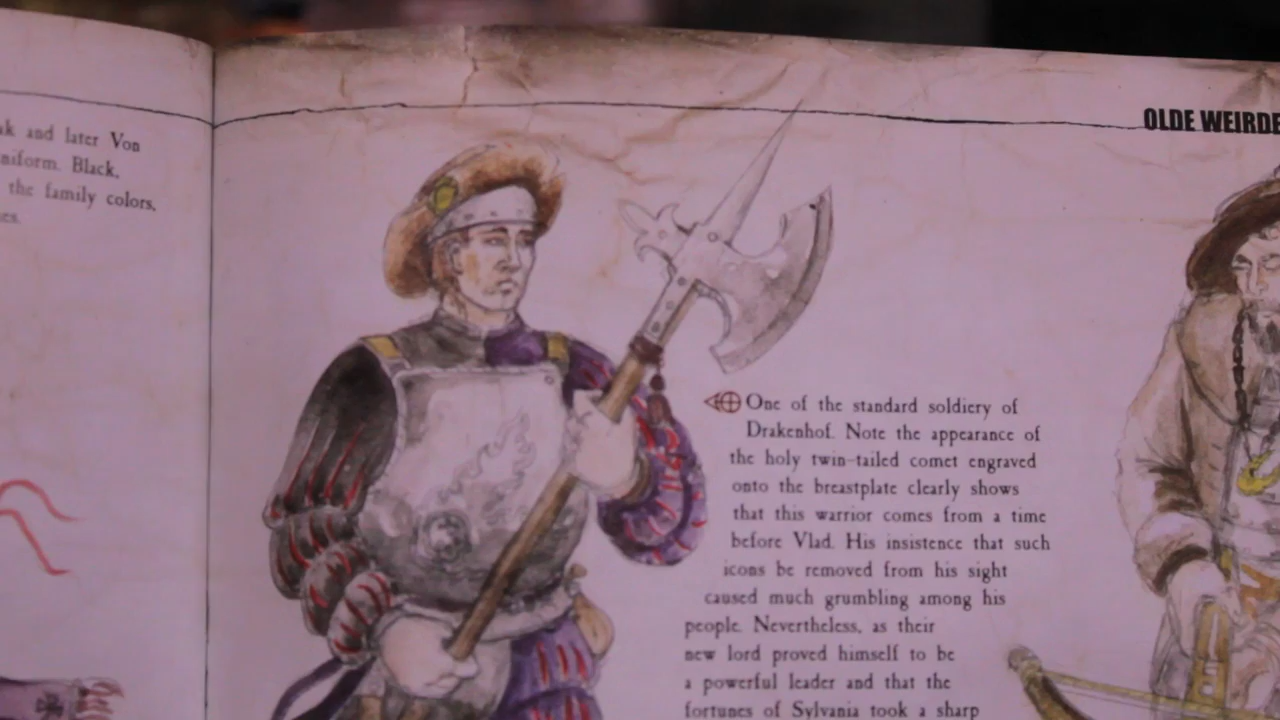 and later Von
Black,
the family colors,
OLDE
One of the standard soldiery of
Drakenhof. Note the appearance of
the holy twin-tailed comet engraved
onto the breastplate clearly shows
that this warrior comes from a time
before Vlad. His insistence that such
icons be removed from his sight
caused much grumbling among his
people. Nevertheless, as their
new lord proved himself to be
a powerful leader and that the
fortunes of Sylvania took a sharp